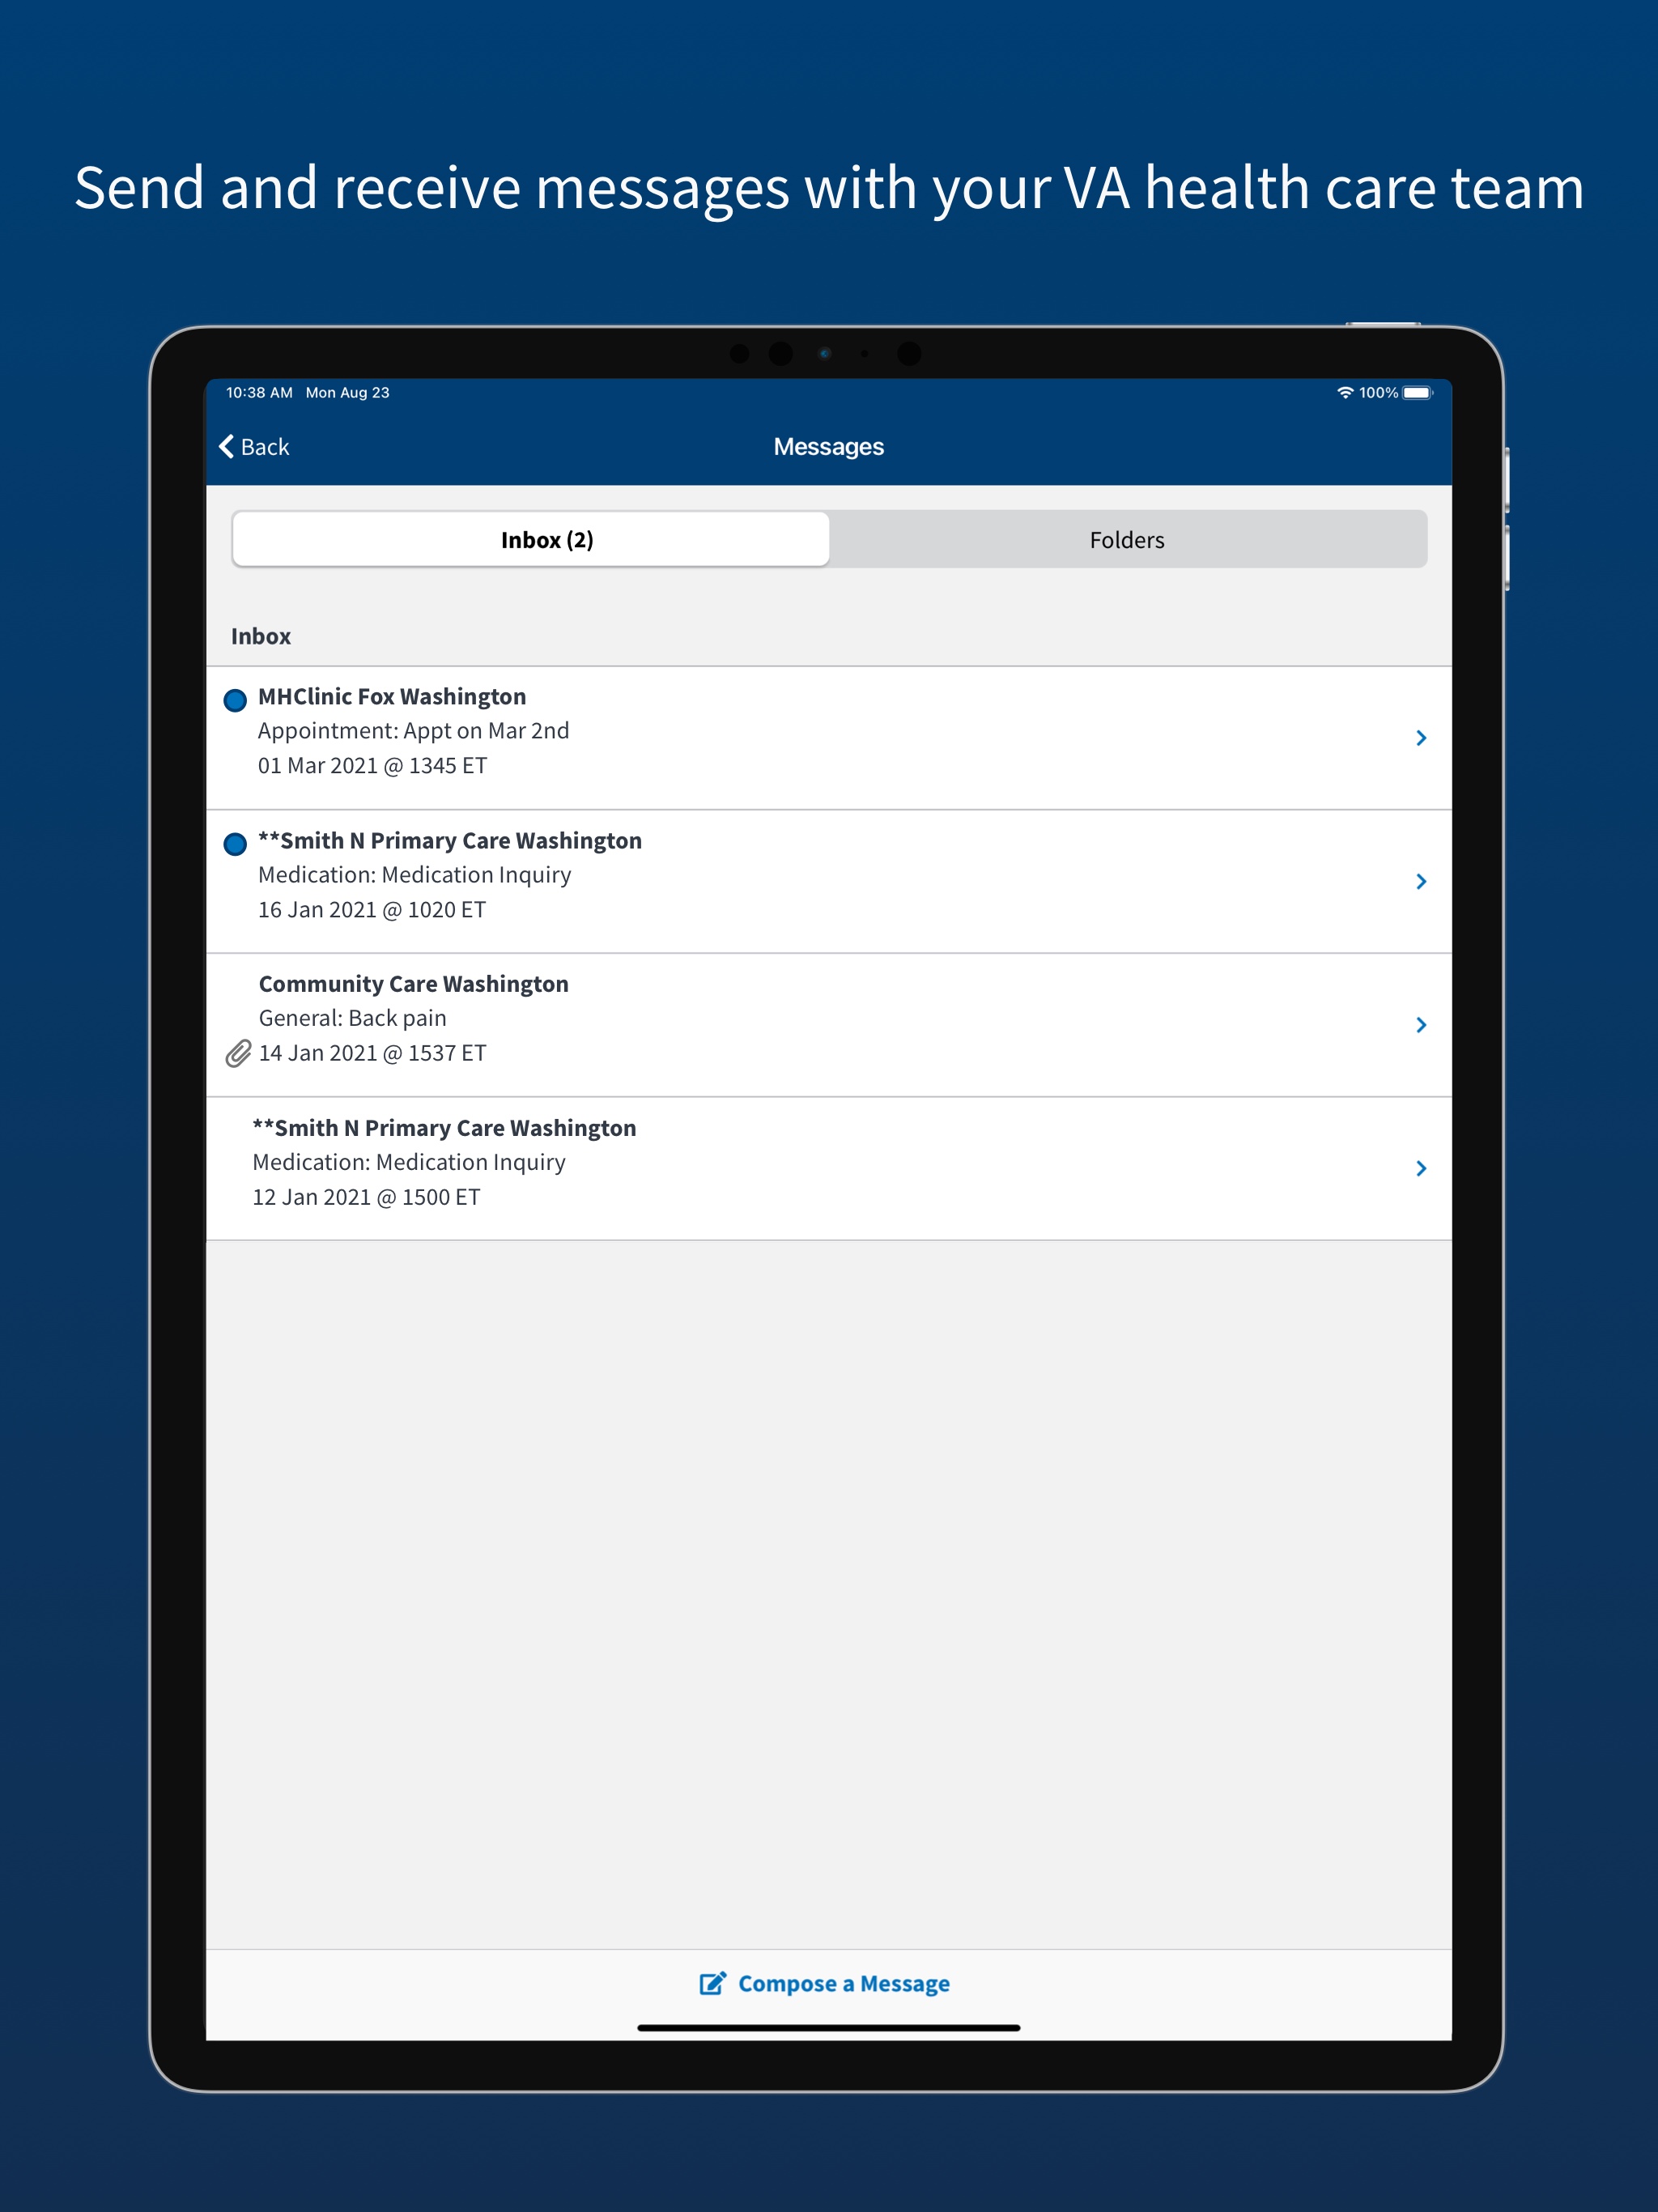 Send and receive messages with your VA health care team
10:38 AM Mon Aug 23
100%
Back
Messages
Inbox (2)
Folders
Inbox
MHClinic Fox Washington
Appointment: Appt on Mar 2nd
01 Mar 2021 @ 1345 ET
**Smith N Primary Care Washington
Medication: Medication Inquiry
16 Jan 2021 @ 1020 ET
Community Care Washington
General: Back pain
14 Jan 2021 @ 1537 ET
**Smith N Primary Care Washington
Medication: Medication Inquiry
12 Jan 2021 @ 1500 ET
Compose a Message